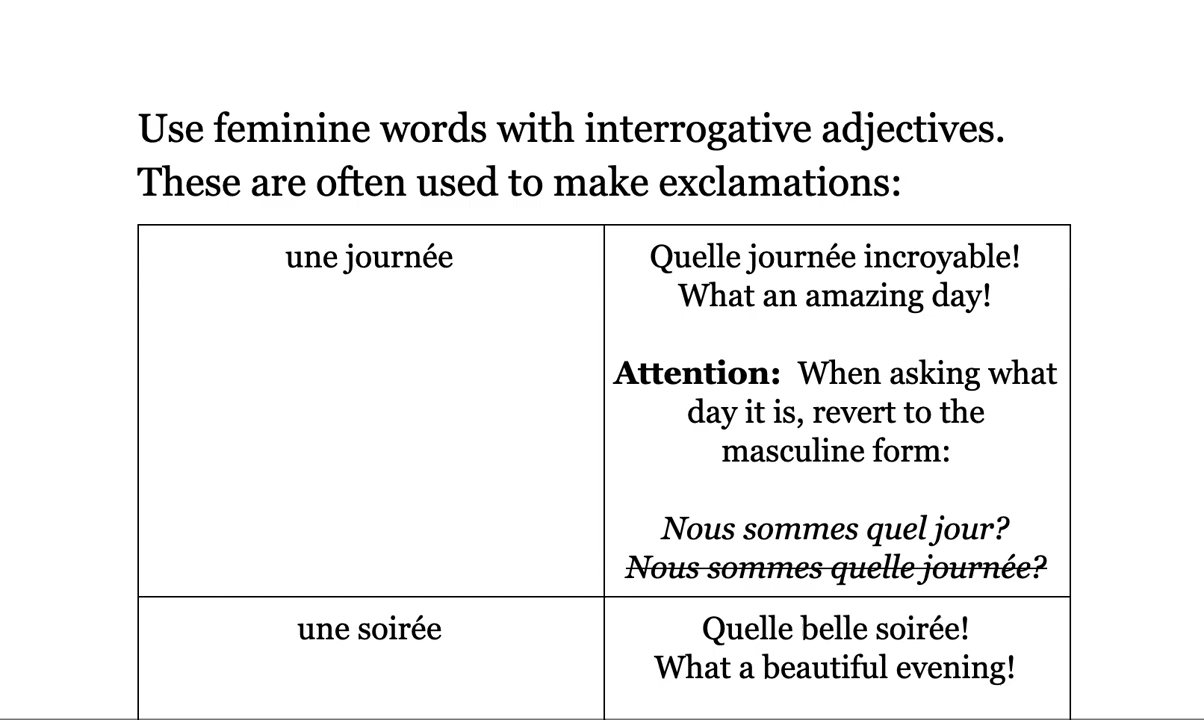 Use feminine words with interrogative adjectives.
These are often used to make exclamations:
une journée
Quelle journée incroyable!
What an amazing day!
Attention:  When asking what
day it is, revert to the
masculine form:
Nous sommes quel jour?
Nous sommes quelle journée?
une soirée
Quelle belle soirée!
What a beautiful evening!